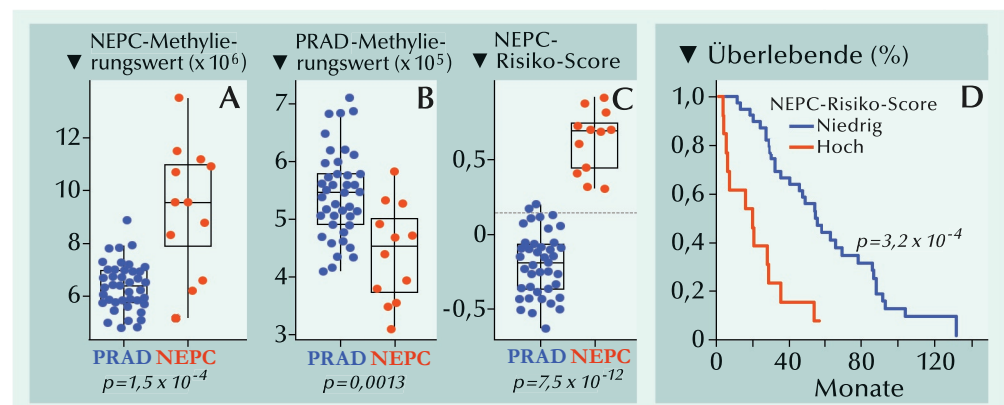 NEPC-Methylie-
▼ rungswert (x 10⁶)
A
12
10
8
6
PRAD NEPC
p=1,5 x 10⁻⁴
PRAD-Methylie-
▼ rungswert (x 10⁵)
B
7
6
5
4
3
PRAD NEPC
p=0,0013
NEPC-
▼ Risiko-Score
C
0,5
0
-0,5
PRAD NEPC
p=7,5 x 10⁻¹²
▼ Überlebende (%)
D
1,0
0,8
0,6
0,4
0,2
0
NEPC-Risiko-Score
Niedrig
Hoch
p=3,2 x 10⁻⁴
0 40 80 120
Monate